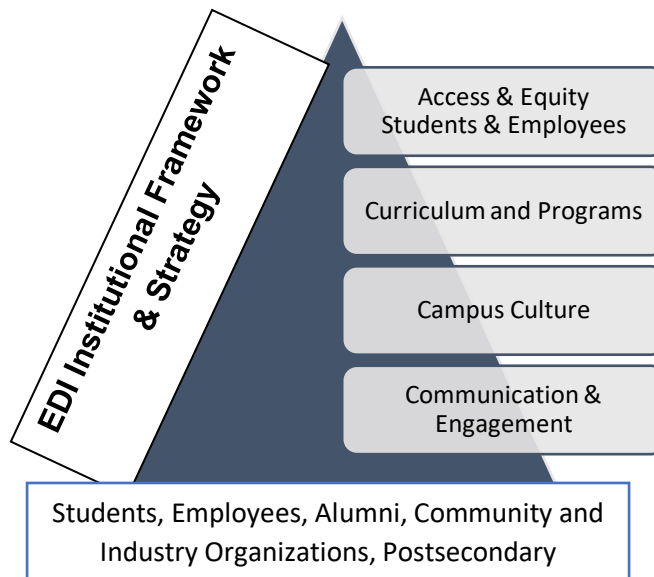 EDI Institutional Framework
& Strategy
Access & Equity
Students & Employees
Curriculum and Programs
Campus Culture
Communication &
Engagement
Students, Employees, Alumni, Community and
Industry Organizations, Postsecondary